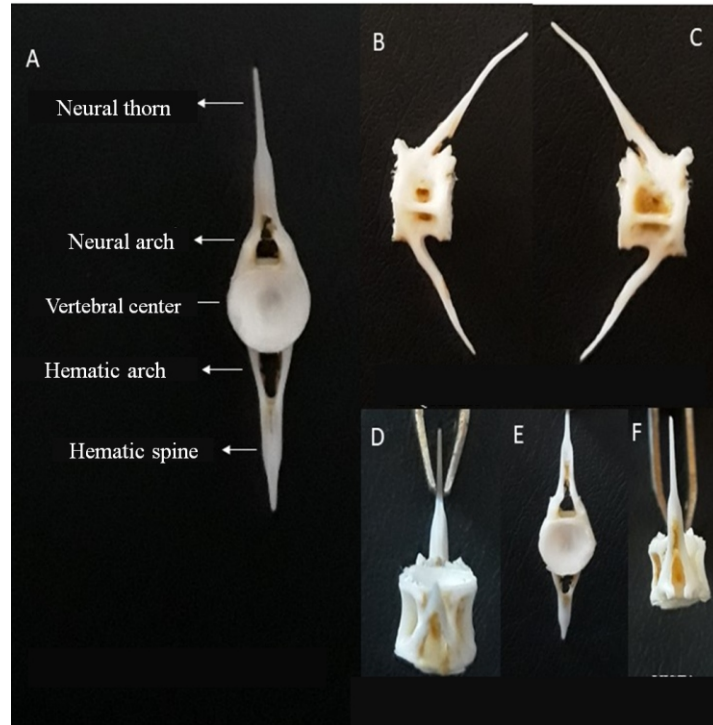 A
Neural thorn
Neural arch
Vertebral center
Hematic arch
Hematic spine
B
C
D
E
F